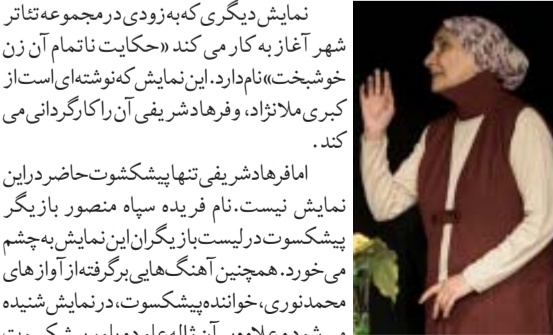 نمایش دیگری که به زودی در مجموعه تئاتر
شهر آغاز به کار می کند «حکایت ناتمام آن زن
خوشبخت» نام دارد. این نمایش که نوشته‌ای است از
کبری ملانژاد، و فرهاد شریفی آن را کارگردانی می
کند.
اما فرهاد شریفی تنها پیشکشوت حاضر در این
نمایش نیست. نام فریده سپاه منصور بازیگر
پیشکسوت در لیست بازیگران این نمایش به چشم
می‌خورد. همچنین آهنگ‌هایی برگرفته از آوازهای
محمد نوری، خواننده پیشکسوت، در نمایش شنیده